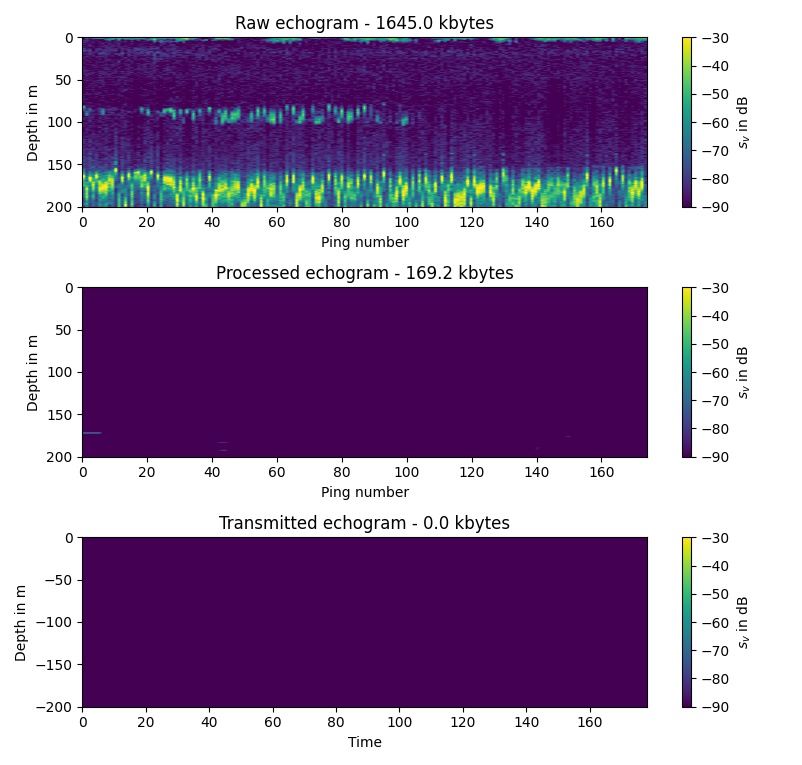 Raw echogram - 1645.0 kbytes
0
50
100
150
200
Depth in m
0 20 40 60 80 100 120 140 160
Ping number
−30
−40
−50
−60
−70
−80
−90
sv in dB
Processed echogram - 169.2 kbytes
0
50
100
150
200
Depth in m
0 20 40 60 80 100 120 140 160
Ping number
−30
−40
−50
−60
−70
−80
−90
sv in dB
Transmitted echogram - 0.0 kbytes
0
−50
−100
−150
−200
Depth in m
0 20 40 60 80 100 120 140 160
Time
−30
−40
−50
−60
−70
−80
−90
sv in dB